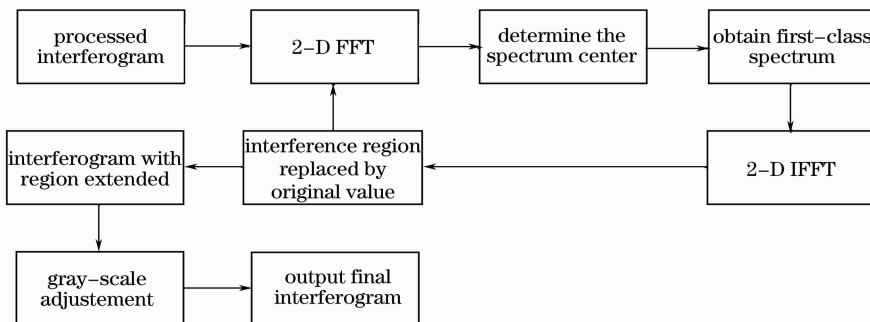 processed
interferogram
2-D FFT
determine the
spectrum center
obtain first-class
spectrum
interferogram with
region extended
interference region
replaced by
original value
2-D IFFT
gray-scale
adjustement
output final
interferogram